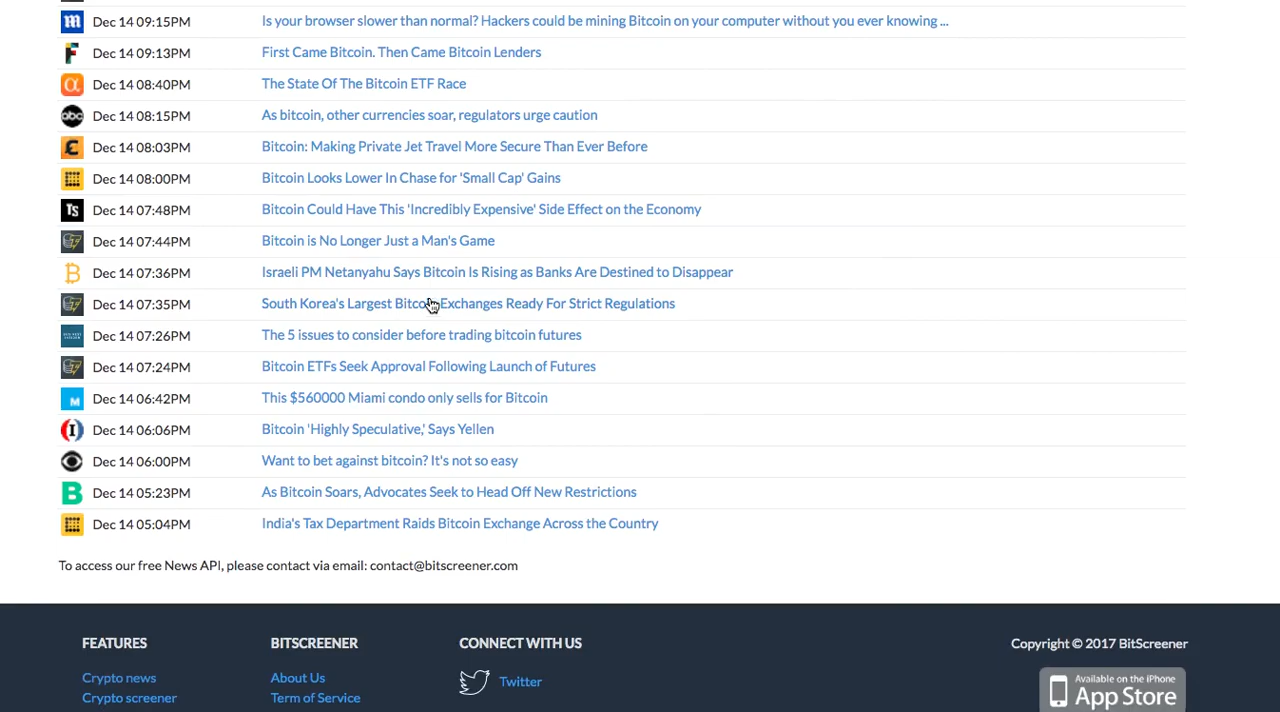 Dec 14 09:15PM Is your browser slower than normal? Hackers could be mining Bitcoin on your computer without you ever knowing ...
Dec 14 09:13PM First Came Bitcoin. Then Came Bitcoin Lenders
Dec 14 08:40PM The State Of The Bitcoin ETF Race
abc Dec 14 08:15PM As bitcoin, other currencies soar, regulators urge caution
Dec 14 08:03PM Bitcoin: Making Private Jet Travel More Secure Than Ever Before
Dec 14 08:00PM Bitcoin Looks Lower In Chase for 'Small Cap' Gains
TS Dec 14 07:48PM Bitcoin Could Have This 'Incredibly Expensive' Side Effect on the Economy
Dec 14 07:44PM Bitcoin is No Longer Just a Man's Game
Dec 14 07:36PM Israeli PM Netanyahu Says Bitcoin Is Rising as Banks Are Destined to Disappear
Dec 14 07:35PM South Korea's Largest Bitcoin Exchanges Ready For Strict Regulations
Dec 14 07:26PM The 5 issues to consider before trading bitcoin futures
Dec 14 07:24PM Bitcoin ETFs Seek Approval Following Launch of Futures
M Dec 14 06:42PM This $560000 Miami condo only sells for Bitcoin
I Dec 14 06:06PM Bitcoin 'Highly Speculative,' Says Yellen
Dec 14 06:00PM Want to bet against bitcoin? It's not so easy
B Dec 14 05:23PM As Bitcoin Soars, Advocates Seek to Head Off New Restrictions
Dec 14 05:04PM India's Tax Department Raids Bitcoin Exchange Across the Country
To access our free News API, please contact via email: contact@bitscreener.com
FEATURES BITSCREENER CONNECT WITH US Copyright © 2017 BitScreener
Crypto news About Us Twitter Available on the iPhone
Crypto screener Term of Service App Store